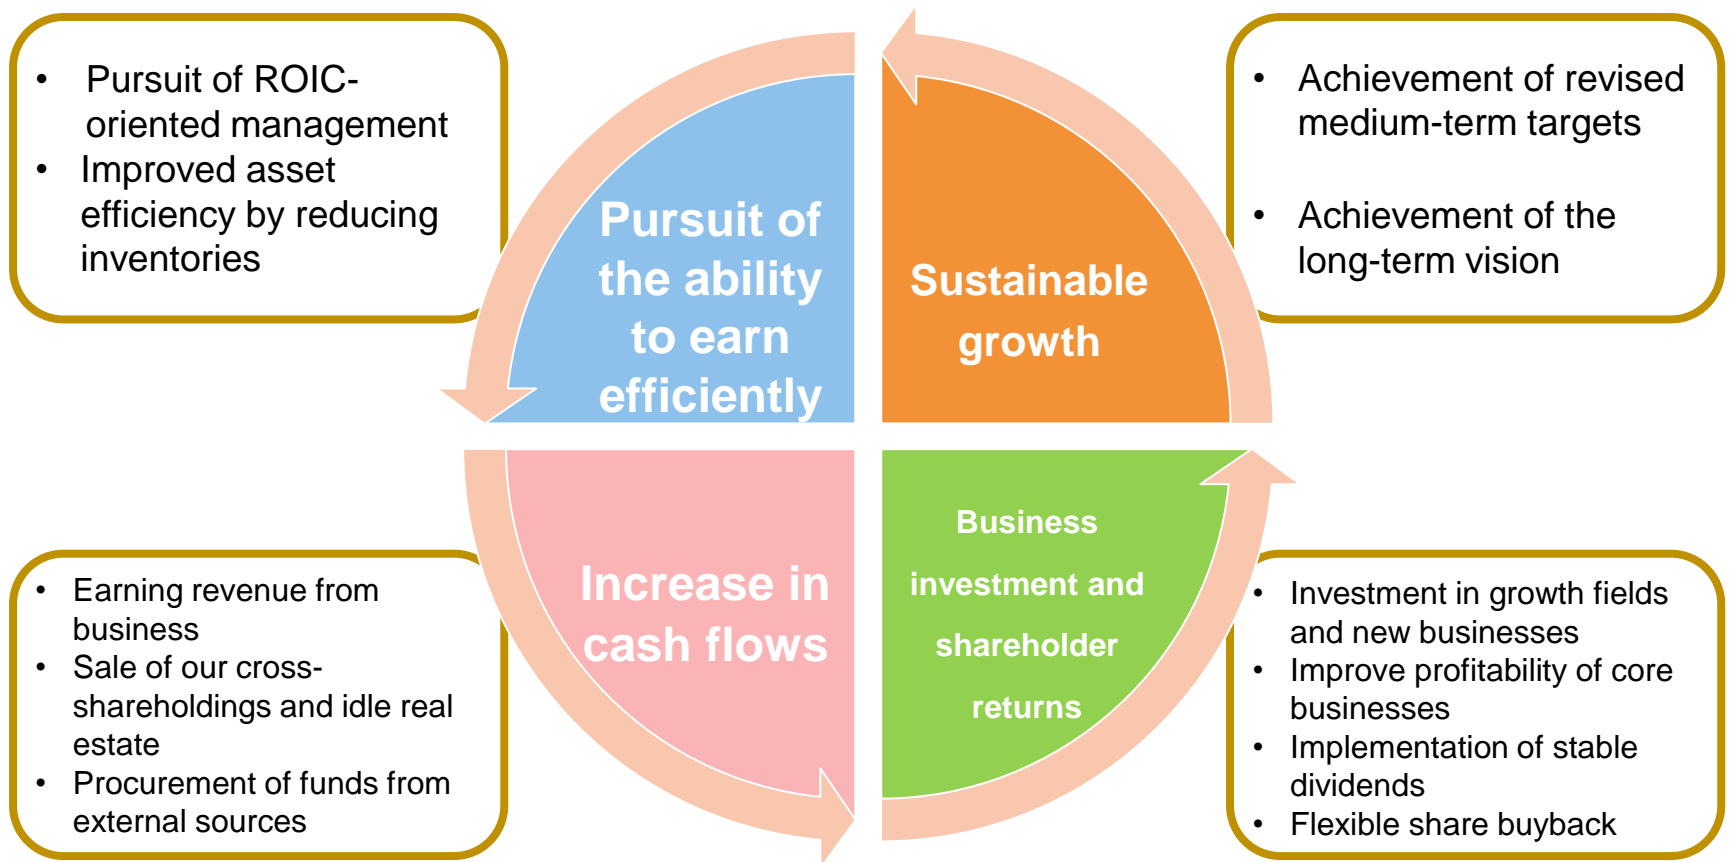 • Pursuit of ROIC-
oriented management
• Improved asset
efficiency by reducing
inventories
Pursuit of
the ability
to earn
efficiently
Sustainable
growth
• Achievement of revised
medium-term targets
• Achievement of the
long-term vision
• Earning revenue from
business
• Sale of our cross-
shareholdings and idle real
estate
• Procurement of funds from
external sources
Increase in
cash flows
Business
investment and
shareholder
returns
• Investment in growth fields
and new businesses
• Improve profitability of core
businesses
• Implementation of stable
dividends
• Flexible share buyback